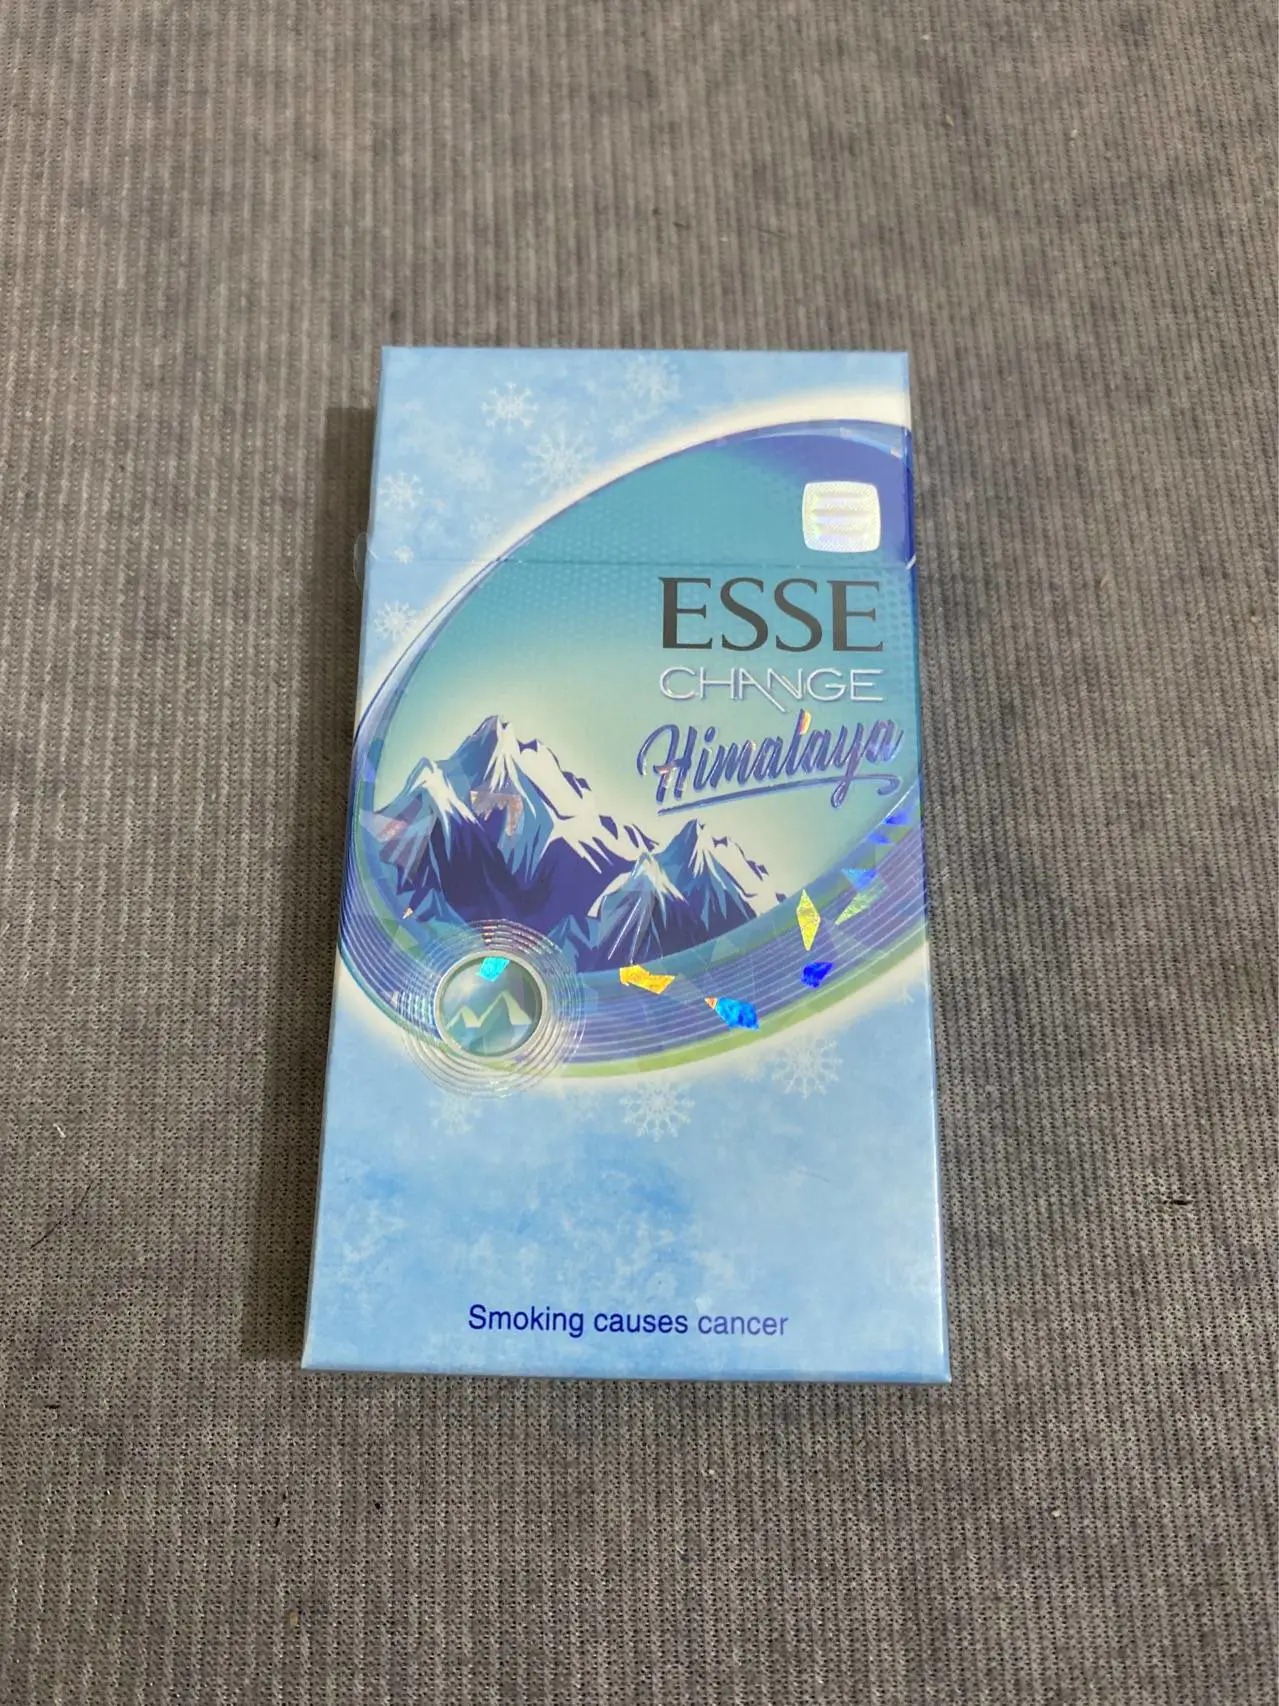 ESSE
CHANGE
Himalaya
Smoking causes cancer